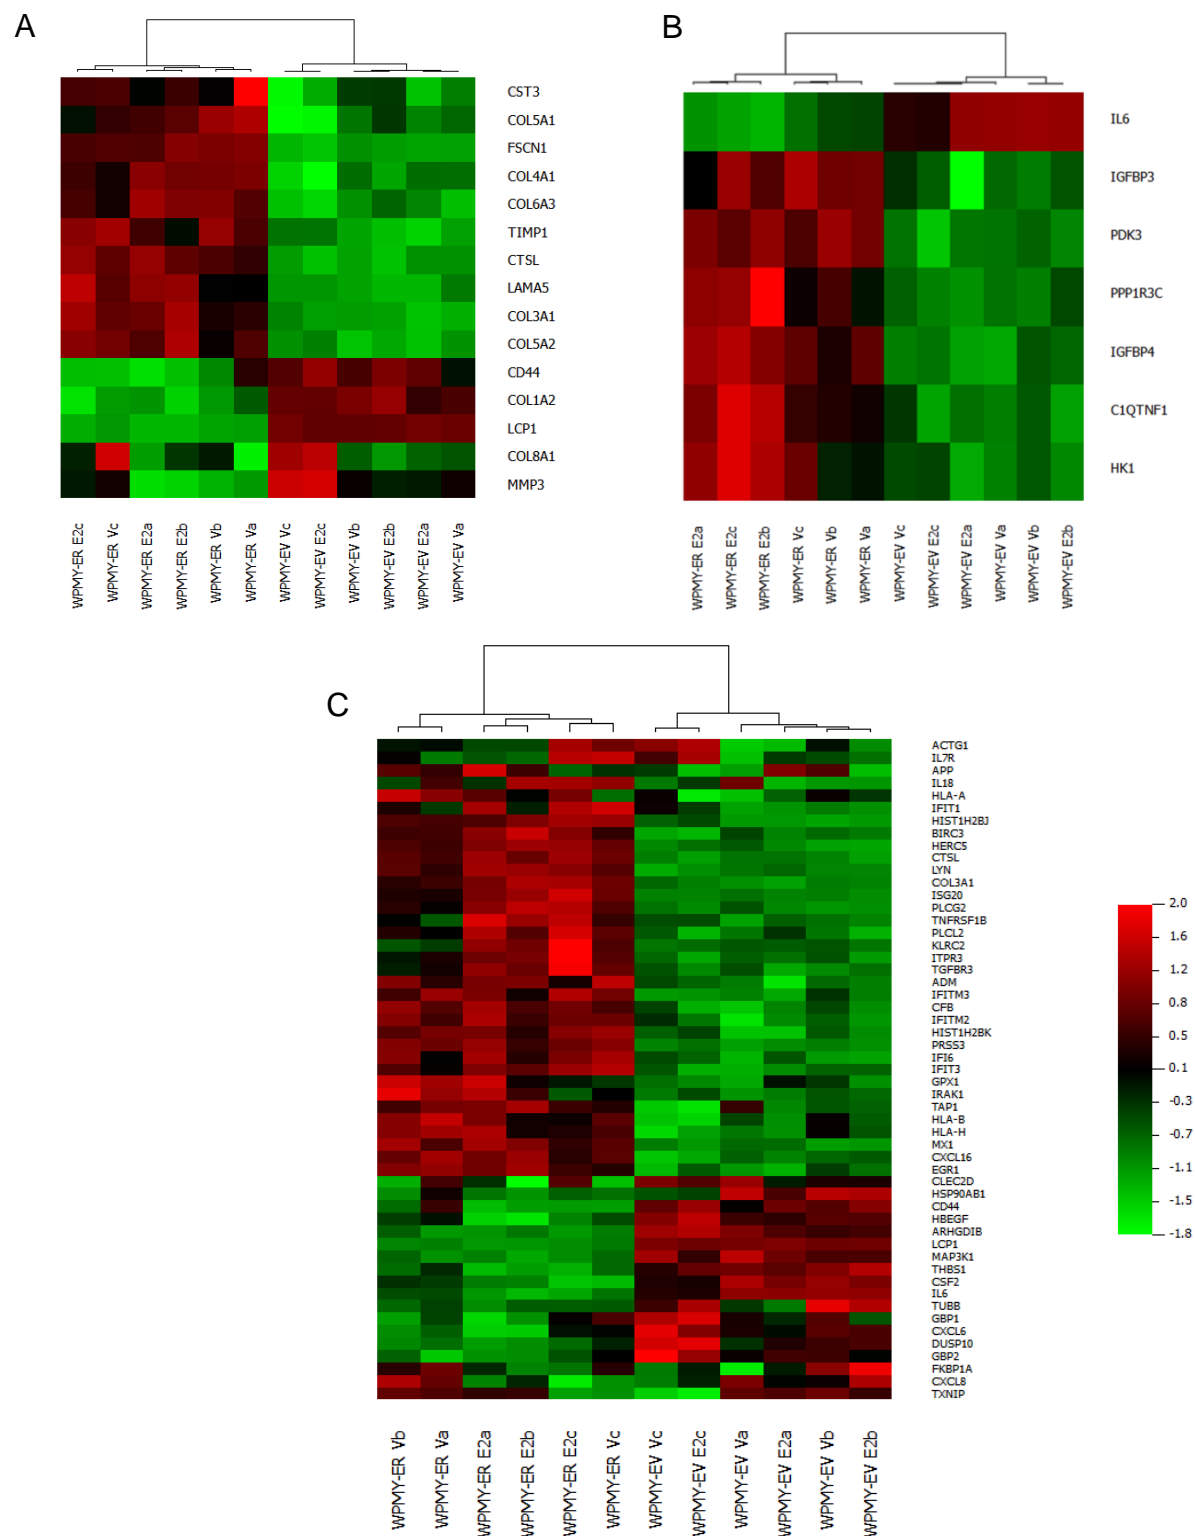 A
CST3
COL5A1
FSCN1
COL4A1
COL6A3
TIMP1
CTSL
LAMA5
COL3A1
COL5A2
CD44
COL1A2
LCP1
COL8A1
MMP3
WPMY-ER E2c
WPMY-ER Vc
WPMY-ER E2a
WPMY-ER E2b
WPMY-ER Vb
WPMY-ER Va
WPMY-EV Vc
WPMY-EV E2c
WPMY-EV Vb
WPMY-EV E2b
WPMY-EV E2a
WPMY-EV Va
B
IL6
IGFBP3
PDK3
PPP1R3C
IGFBP4
C1QTNF1
HK1
WPMY-ER E2a
WPMY-ER E2c
WPMY-ER E2b
WPMY-ER Vc
WPMY-ER Vb
WPMY-ER Va
WPMY-EV Vc
WPMY-EV E2c
WPMY-EV E2a
WPMY-EV Va
WPMY-EV Vb
WPMY-EV E2b
C
ACTG1
IL7R
APP
IL18
HLA-A
IFIT1
HIST1H2BJ
BIRC3
HERC5
CTSL
LYN
COL3A1
ISG20
PLCG2
TNFRSF1B
PLCL2
KLRC2
ITPR3
TGFBR3
ADM
IFITM3
CFB
IFITM2
HIST1H2BK
PRSS3
IFI6
IFIT3
GPX1
IRAK1
TAP1
HLA-B
HLA-H
MX1
CXCL16
EGR1
CLEC2D
HSP90AB1
CD44
HBEGF
ARHGDIB
LCP1
MAP3K1
THBS1
CSF2
IL6
TUBB
GBP1
CXCL6
DUSP10
GBP2
FKBP1A
CXCL8
TXNIP
WPMY-ER Vb
WPMY-ER Va
WPMY-ER E2a
WPMY-ER E2b
WPMY-ER E2c
WPMY-ER Vc
WPMY-EV Vc
WPMY-EV E2c
WPMY-EV Va
WPMY-EV E2a
WPMY-EV Vb
WPMY-EV E2b
2.0
1.6
1.2
0.8
0.5
0.1
-0.3
-0.7
-1.1
-1.5
-1.8